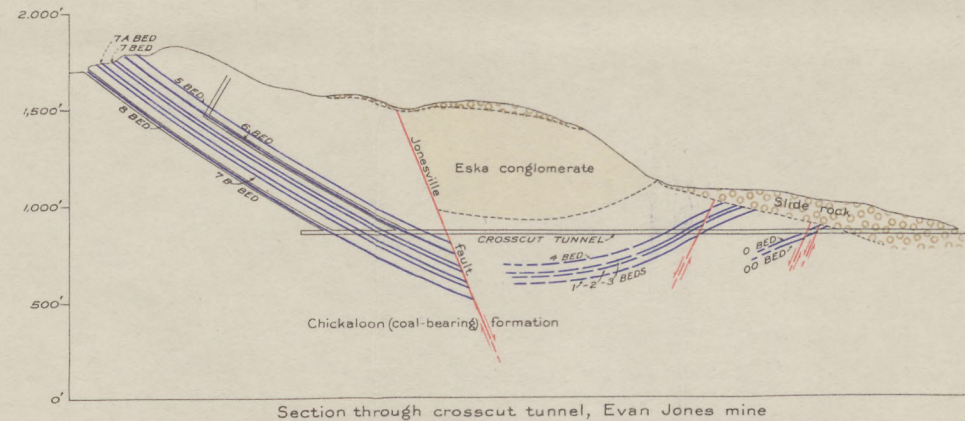 2.000'
7A BED
7 BED
5 BED
1,500'
6 BED
8 BED
7 B BED
Jonesville
fault
Eska conglomerate
Slide rock
1,000'
CROSSCUT TUNNEL
4 BED
1'-2'-3' BEDS
0 BED
00 BED
500'
Chickaloon (coal-bearing) formation
0'
Section through crosscut tunnel, Evan Jones mine